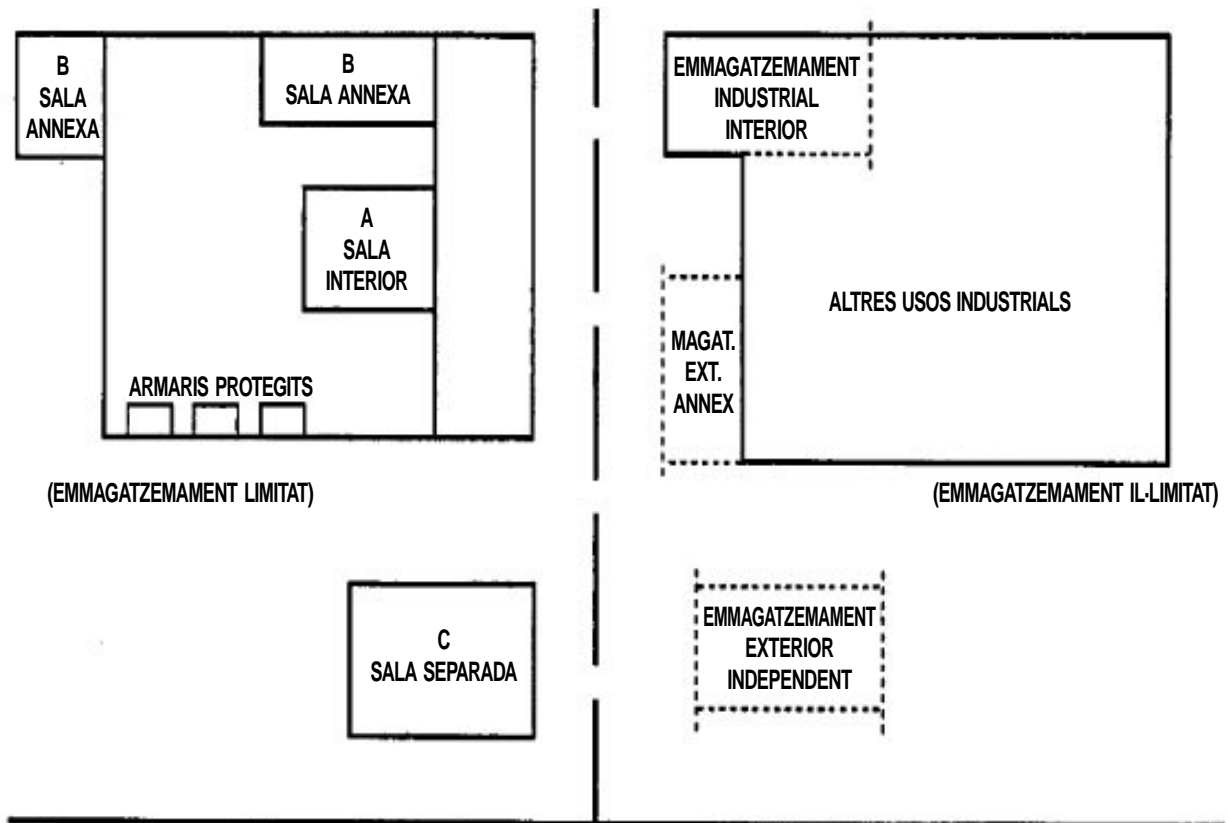 B
SALA
ANNEXA
B
SALA ANNEXA
A
SALA
INTERIOR
ARMARIS PROTEGITS
(EMMAGATZEMAMENT LIMITAT)
C
SALA SEPARADA
EMMAGATZEMAMENT
INDUSTRIAL
INTERIOR
ALTRES USOS INDUSTRIALS
MAGAT.
EXT.
ANNEX
(EMMAGATZEMAMENT IL·LIMITAT)
EMMAGATZEMAMENT
EXTERIOR
INDEPENDENT